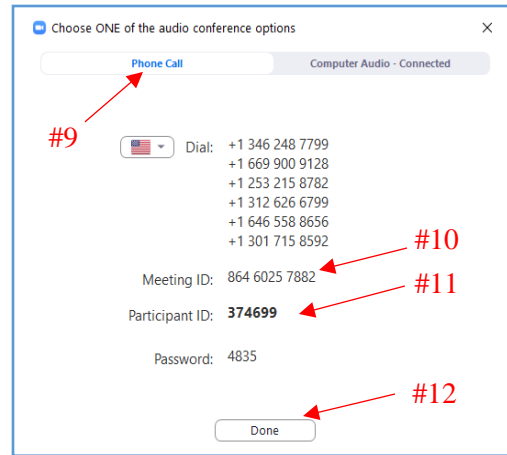 Choose ONE of the audio conference options
Phone Call Computer Audio - Connected
#9
Dial: +1 346 248 7799
+1 669 900 9128
+1 253 215 8782
+1 312 626 6799
+1 646 558 8656
+1 301 715 8592
#10
Meeting ID: 864 6025 7882
#11
Participant ID: 374699
Password: 4835
#12
Done